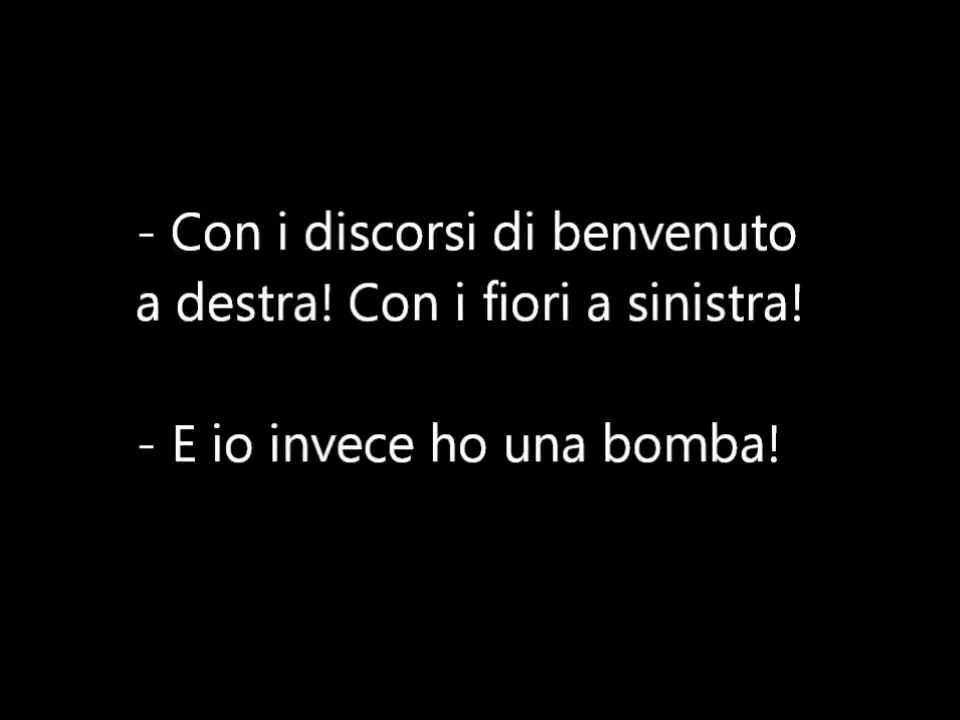 - Con i discorsi di benvenuto
a destra! Con i fiori a sinistra!
- E io invece ho una bomba!